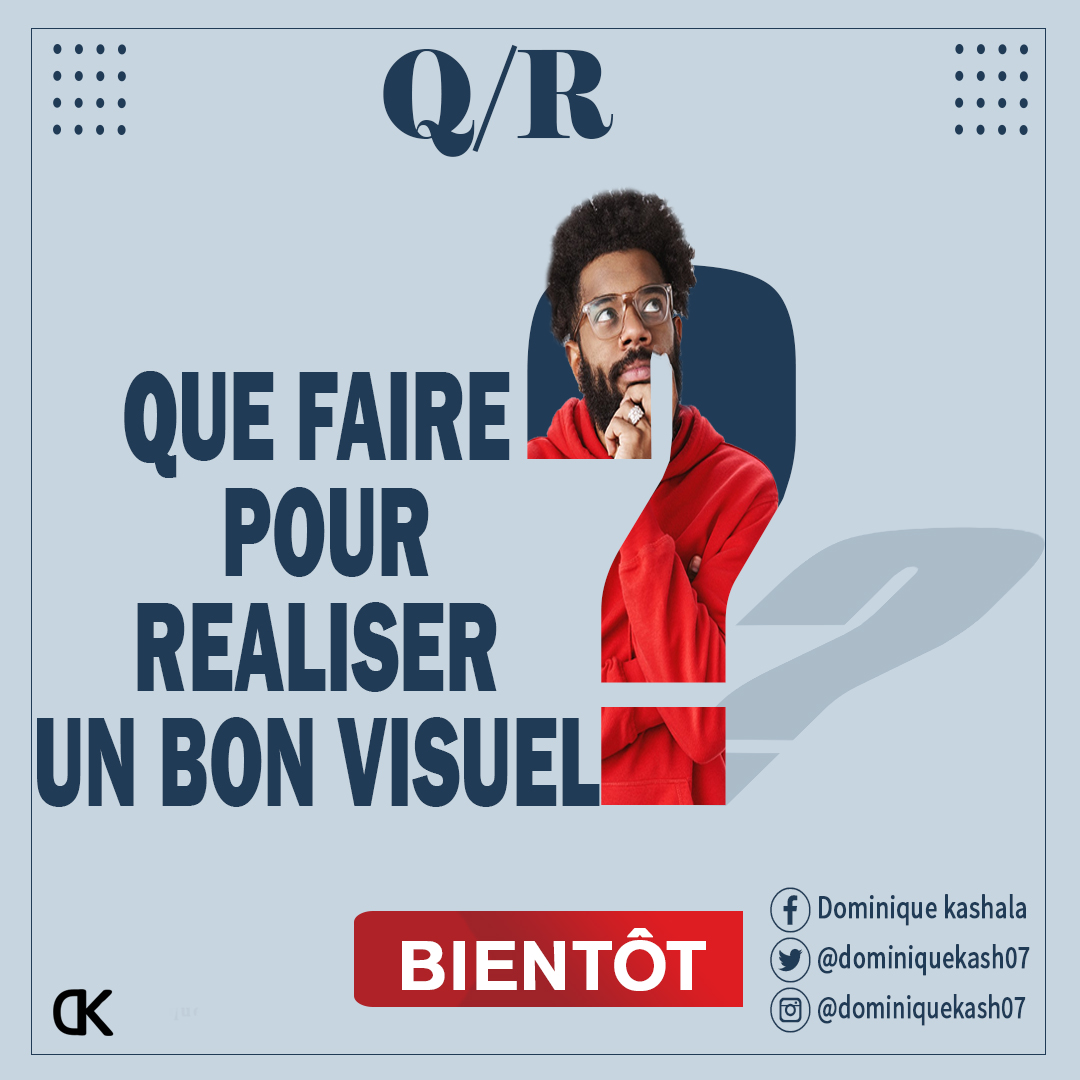 Q/R
QUE FAIRE
POUR
REALISER
UN BON VISUEL
?
BIENTÔT
Dominique kashala
@dominiquekash07
@dominiquekash07
DK